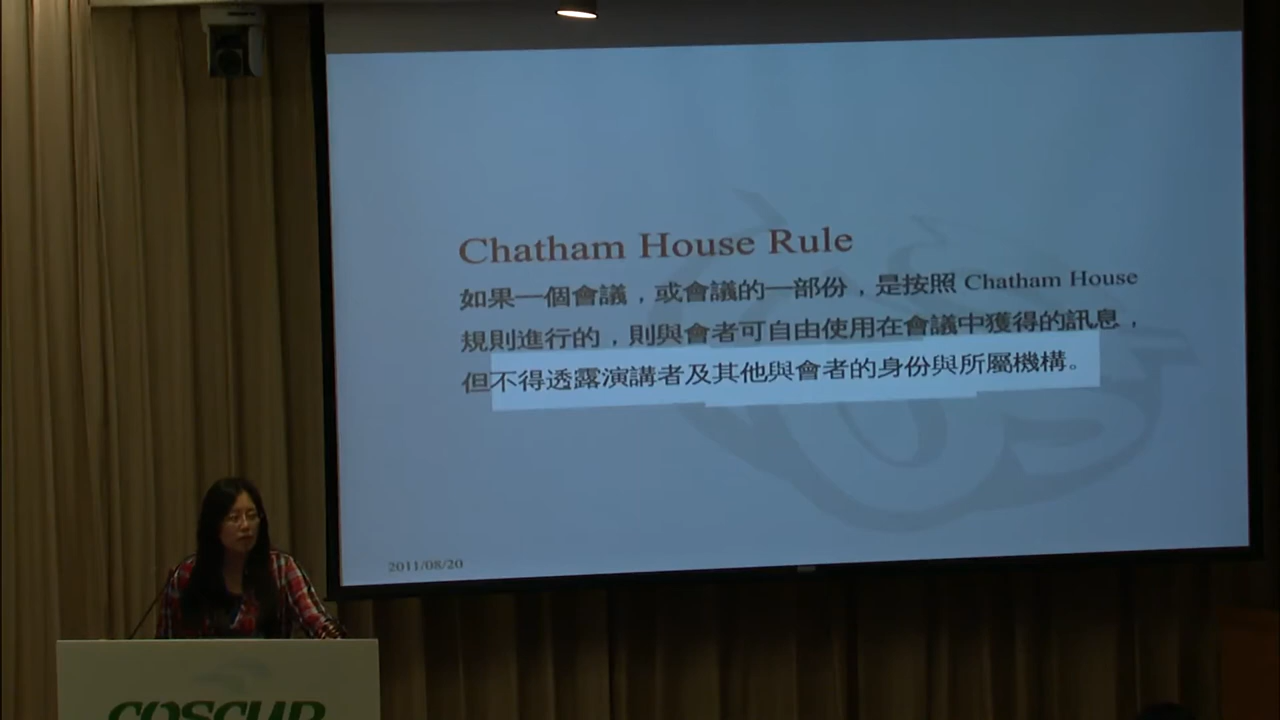 Chatham House Rule
如果一個會議，或會議的一部份，是按照 Chatham House
規則進行的，則與會者可自由使用在會議中獲得的訊息，
但不得透露演講者及其他與會者的身份與所屬機構。
2011/08/20
COSCUP